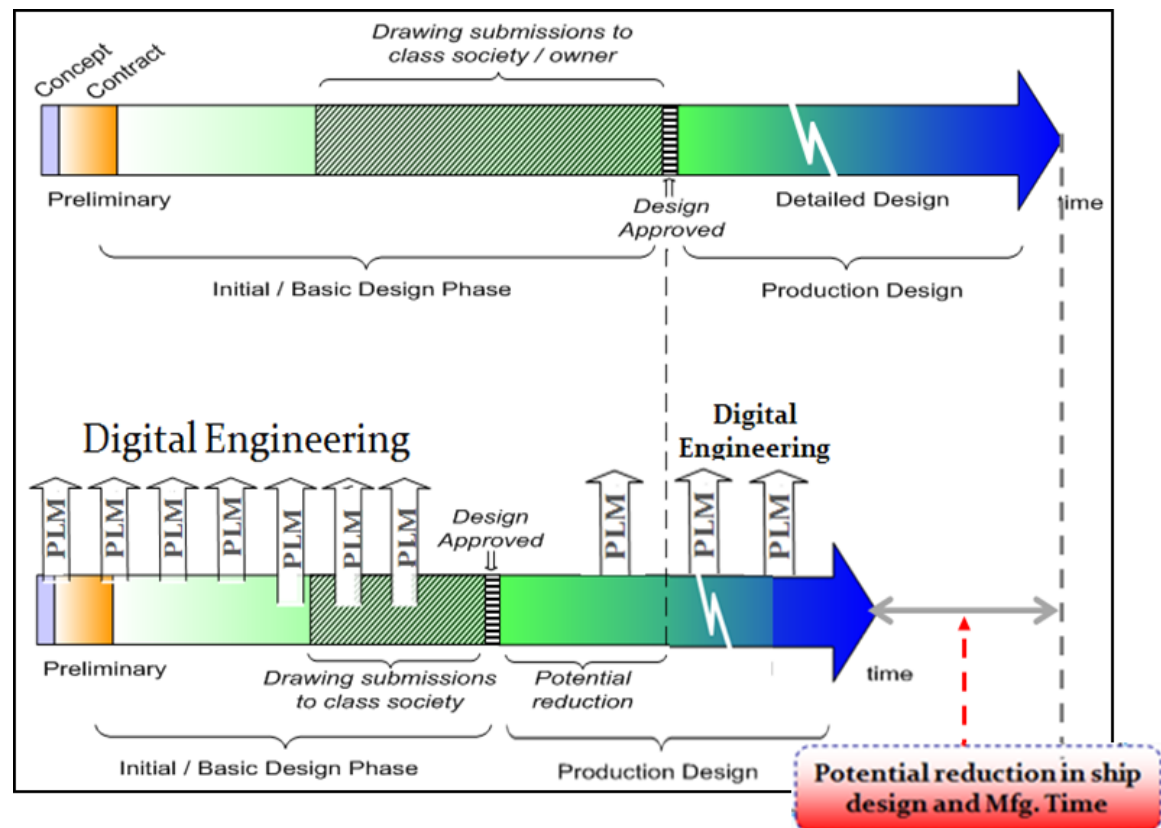 Drawing submissions to
class society / owner
Concept
Contract
Preliminary
Design
Approved
Detailed Design
time
Initial / Basic Design Phase
Production Design
Digital Engineering
Digital
Engineering
PLM
PLM
PLM
PLM
PLM
PLM
PLM
Design
Approved
PLM
PLM
PLM
Preliminary
Drawing submissions
to class society
Potential
reduction
time
Initial / Basic Design Phase
Production Design
Potential reduction in ship
design and Mfg. Time